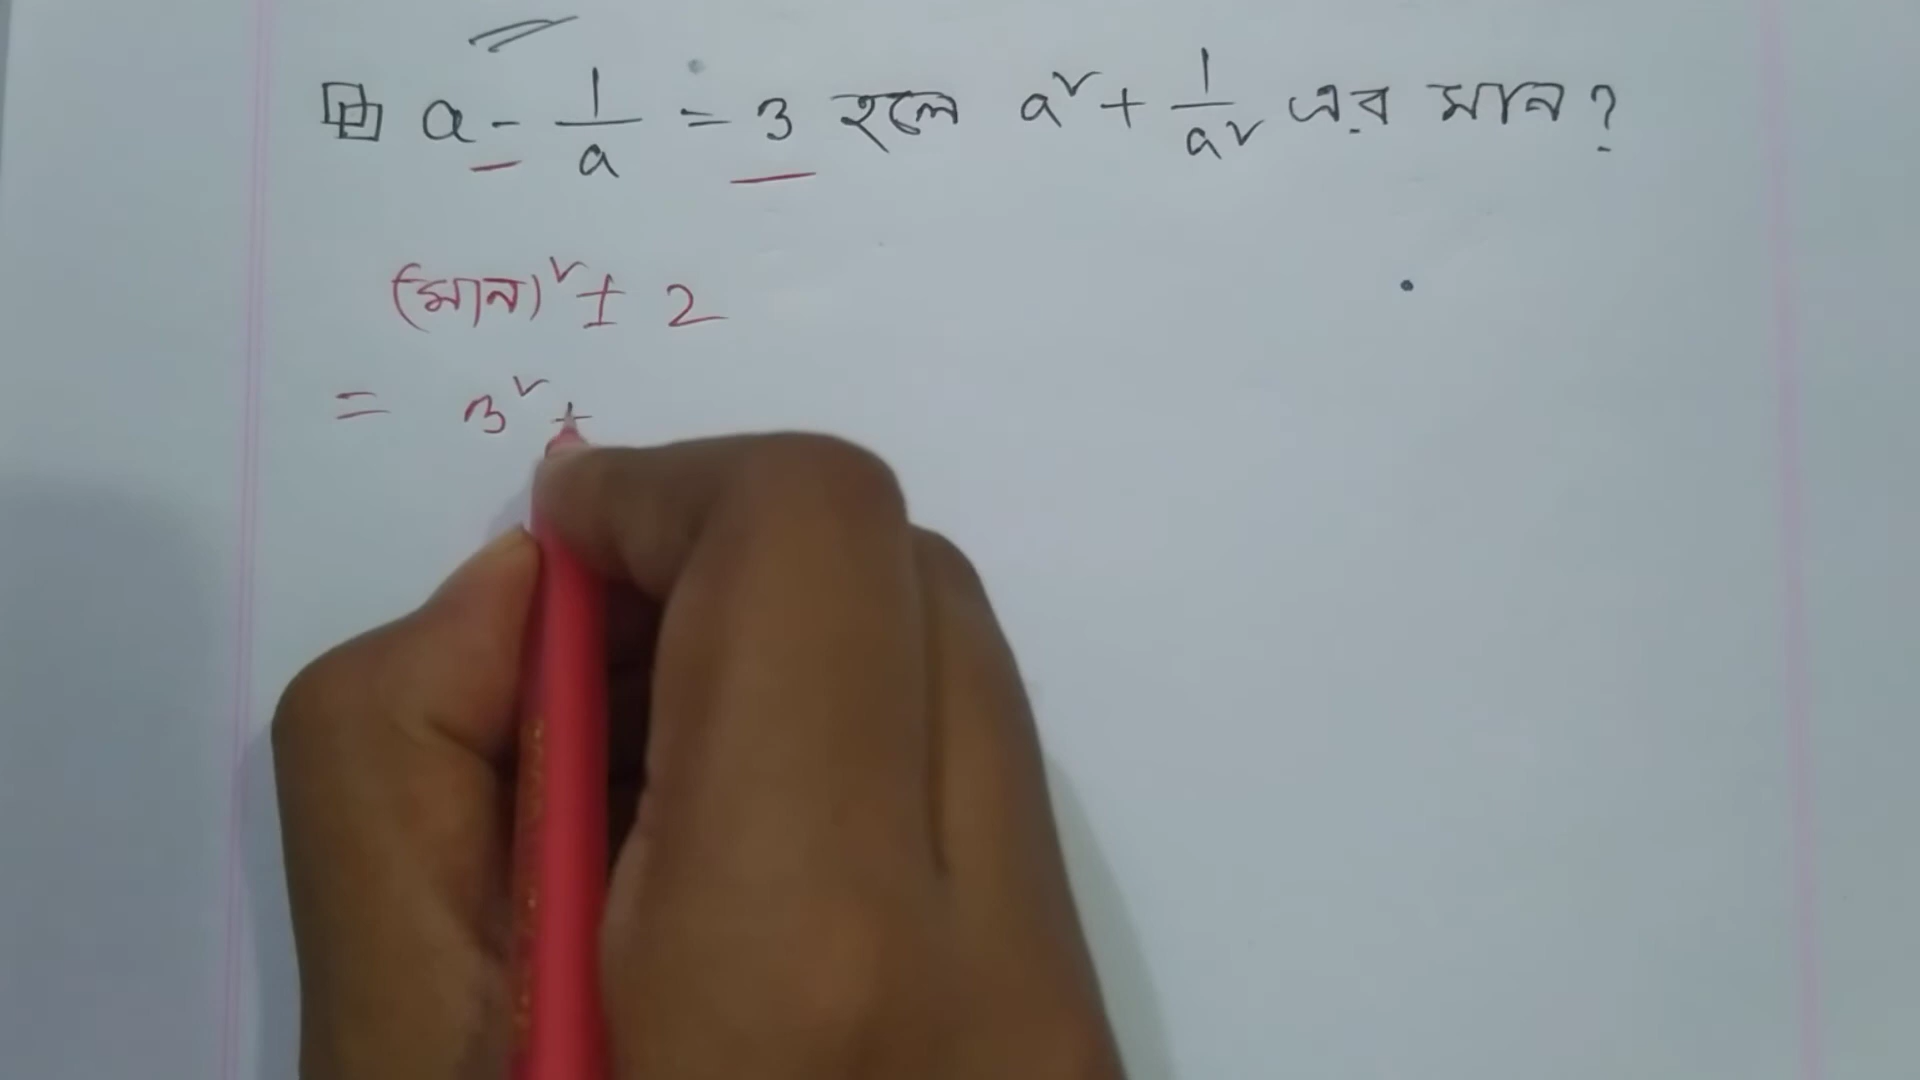 a - 1/a = 3 হলে a² + 1/a² এর মান?
(মান)² ± 2
= 3² +